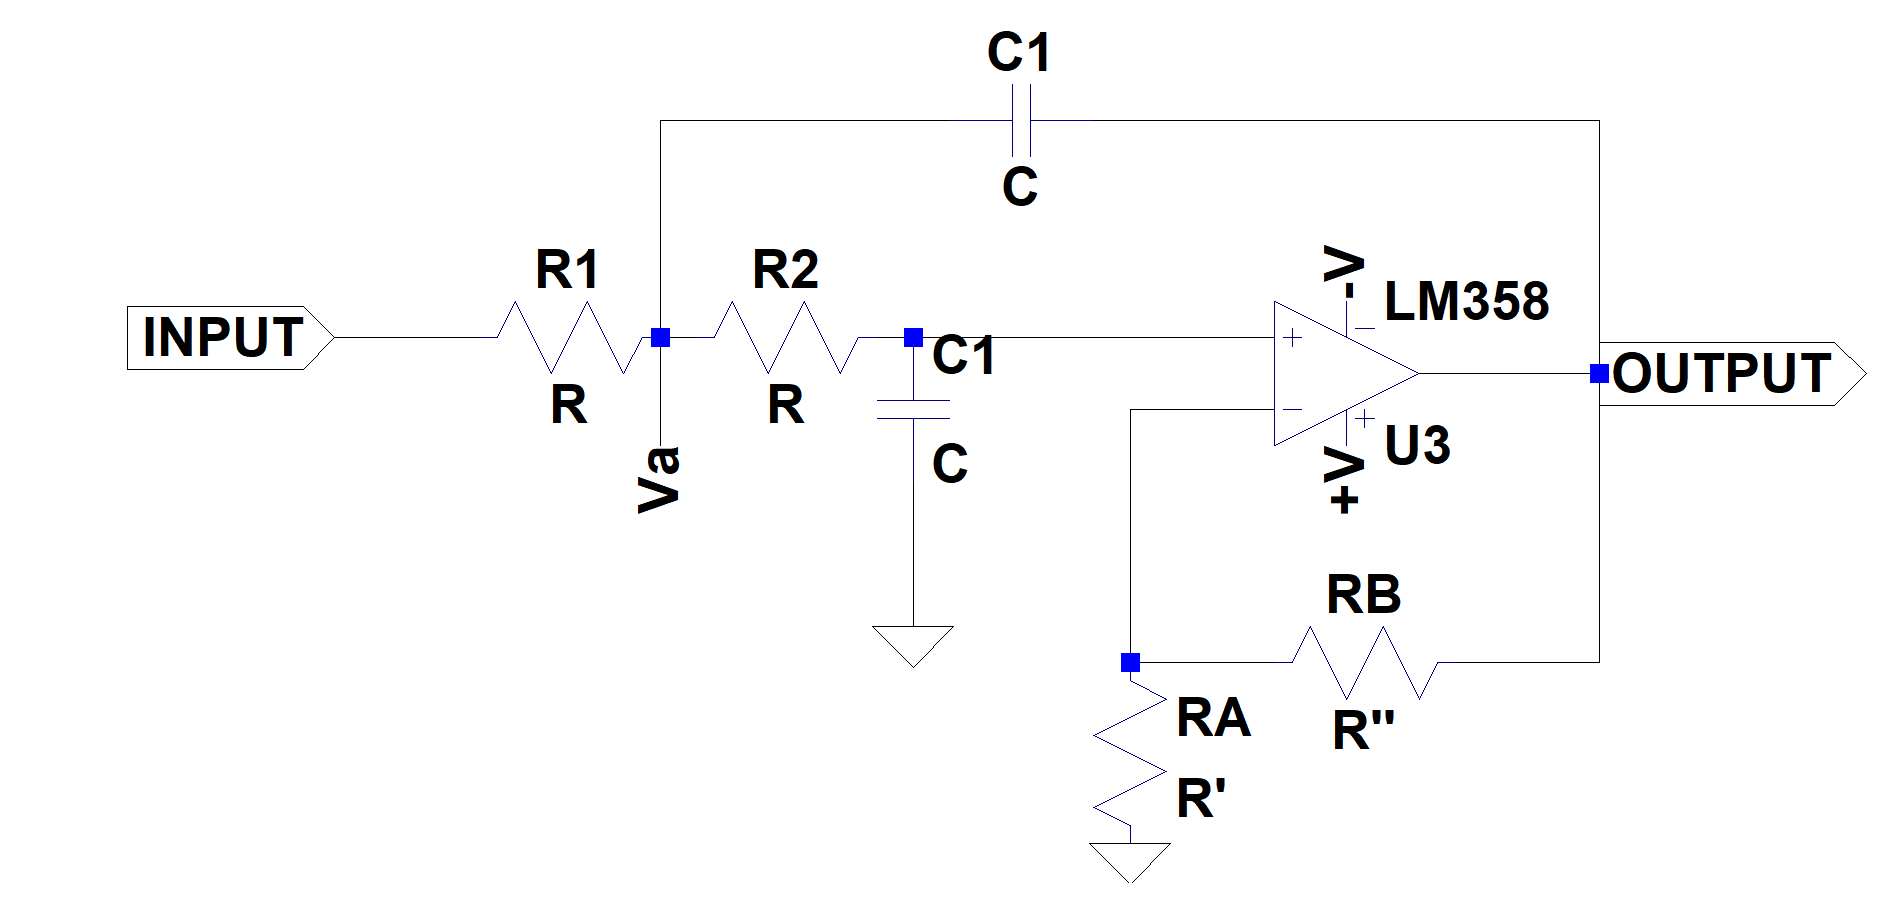 C1
C
R1
R2
INPUT
R
R
C1
C
Va
-V
LM358
+
−
OUTPUT
−
+
U3
+V
RB
R"
RA
R'